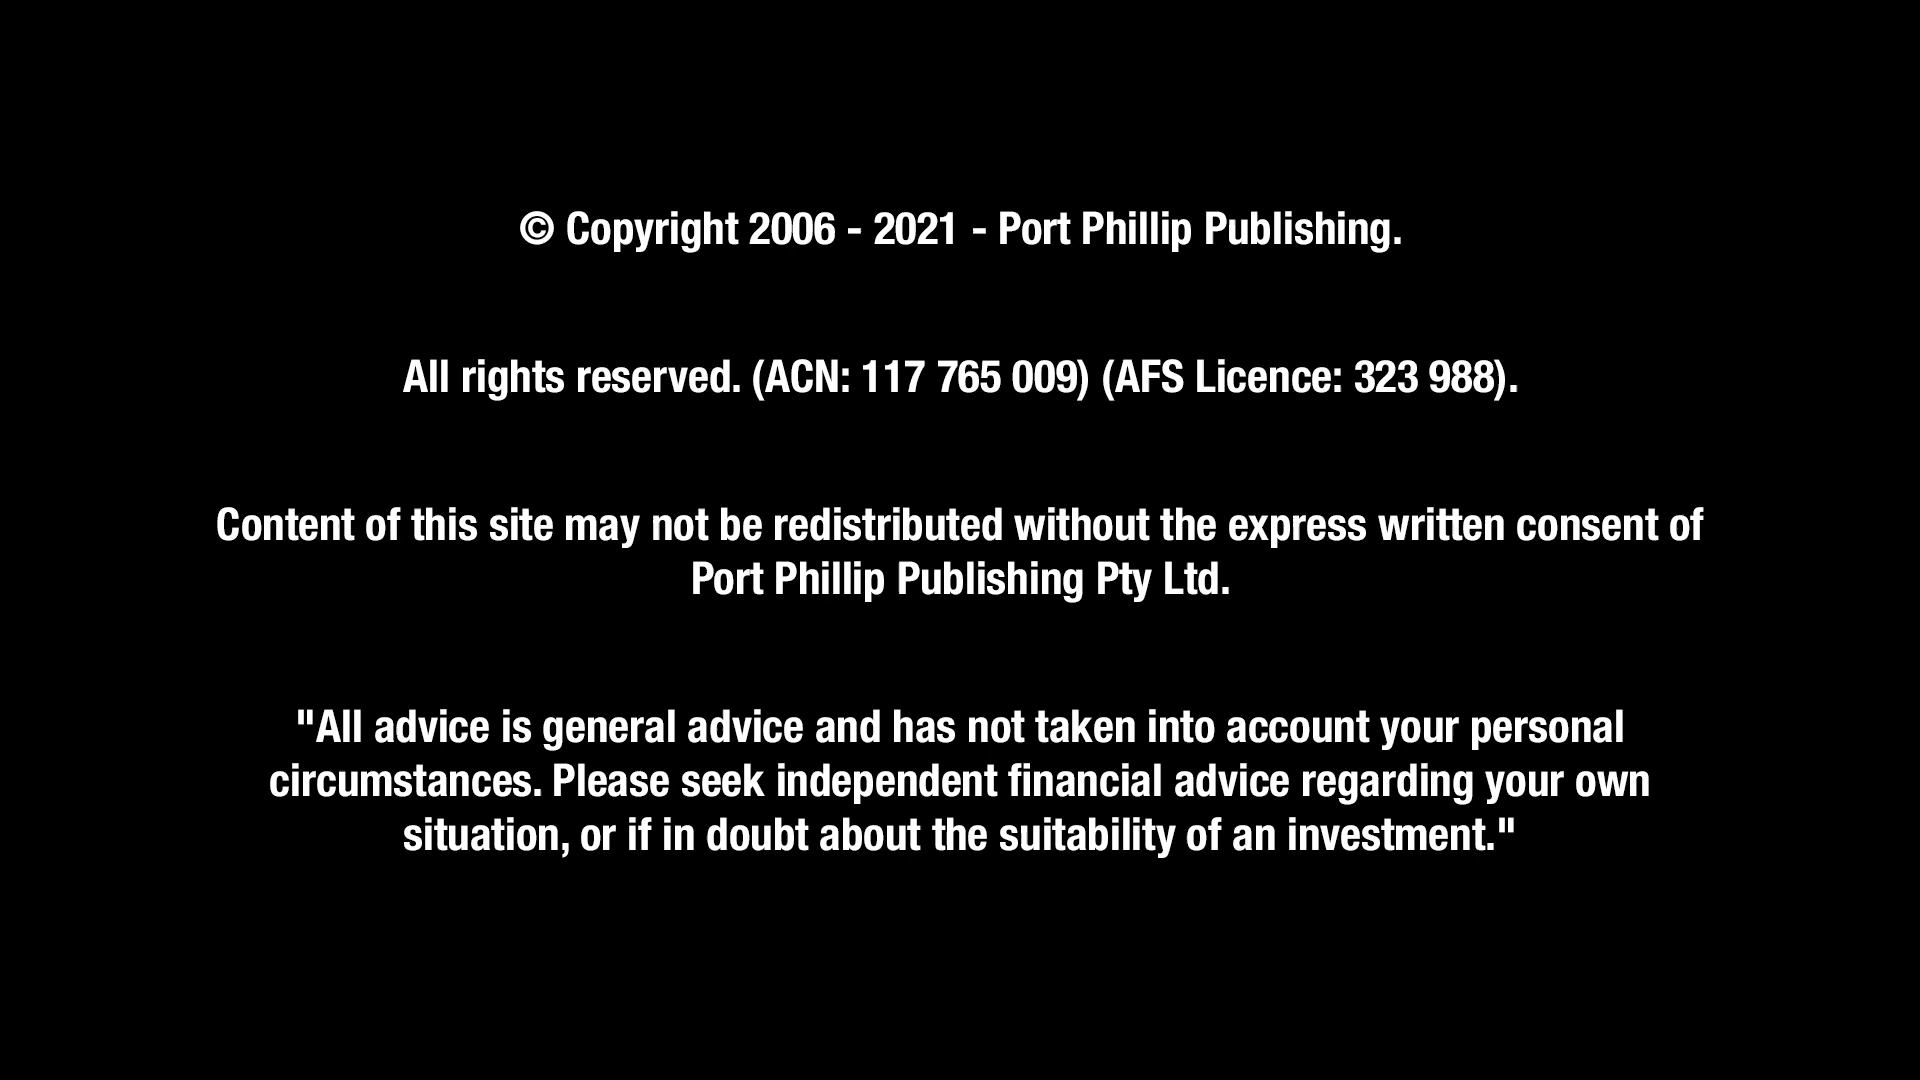 © Copyright 2006 - 2021 - Port Phillip Publishing.
All rights reserved. (ACN: 117 765 009) (AFS Licence: 323 988).
Content of this site may not be redistributed without the express written consent of
Port Phillip Publishing Pty Ltd.
"All advice is general advice and has not taken into account your personal
circumstances. Please seek independent financial advice regarding your own
situation, or if in doubt about the suitability of an investment."